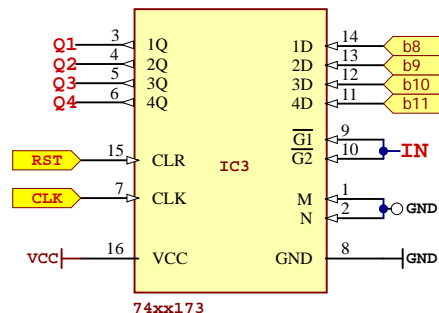 Q1 3 1Q 1D 14 b8
Q2 4 2Q 2D 13 b9
Q3 5 3Q 3D 12 b10
Q4 6 4Q 4D 11 b11
G1 9
G2 10 IN
RST 15 CLR IC3
CLK 7 CLK M 1
N 2 GND
VCC 16 VCC GND 8 GND
74xx173